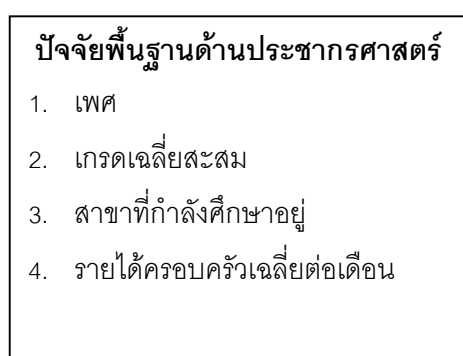 ปัจจัยพื้นฐานด้านประชากรศาสตร์
1. เพศ
2. เกรดเฉลี่ยสะสม
3. สาขาที่กำลังศึกษาอยู่
4. รายได้ครอบครัวเฉลี่ยต่อเดือน